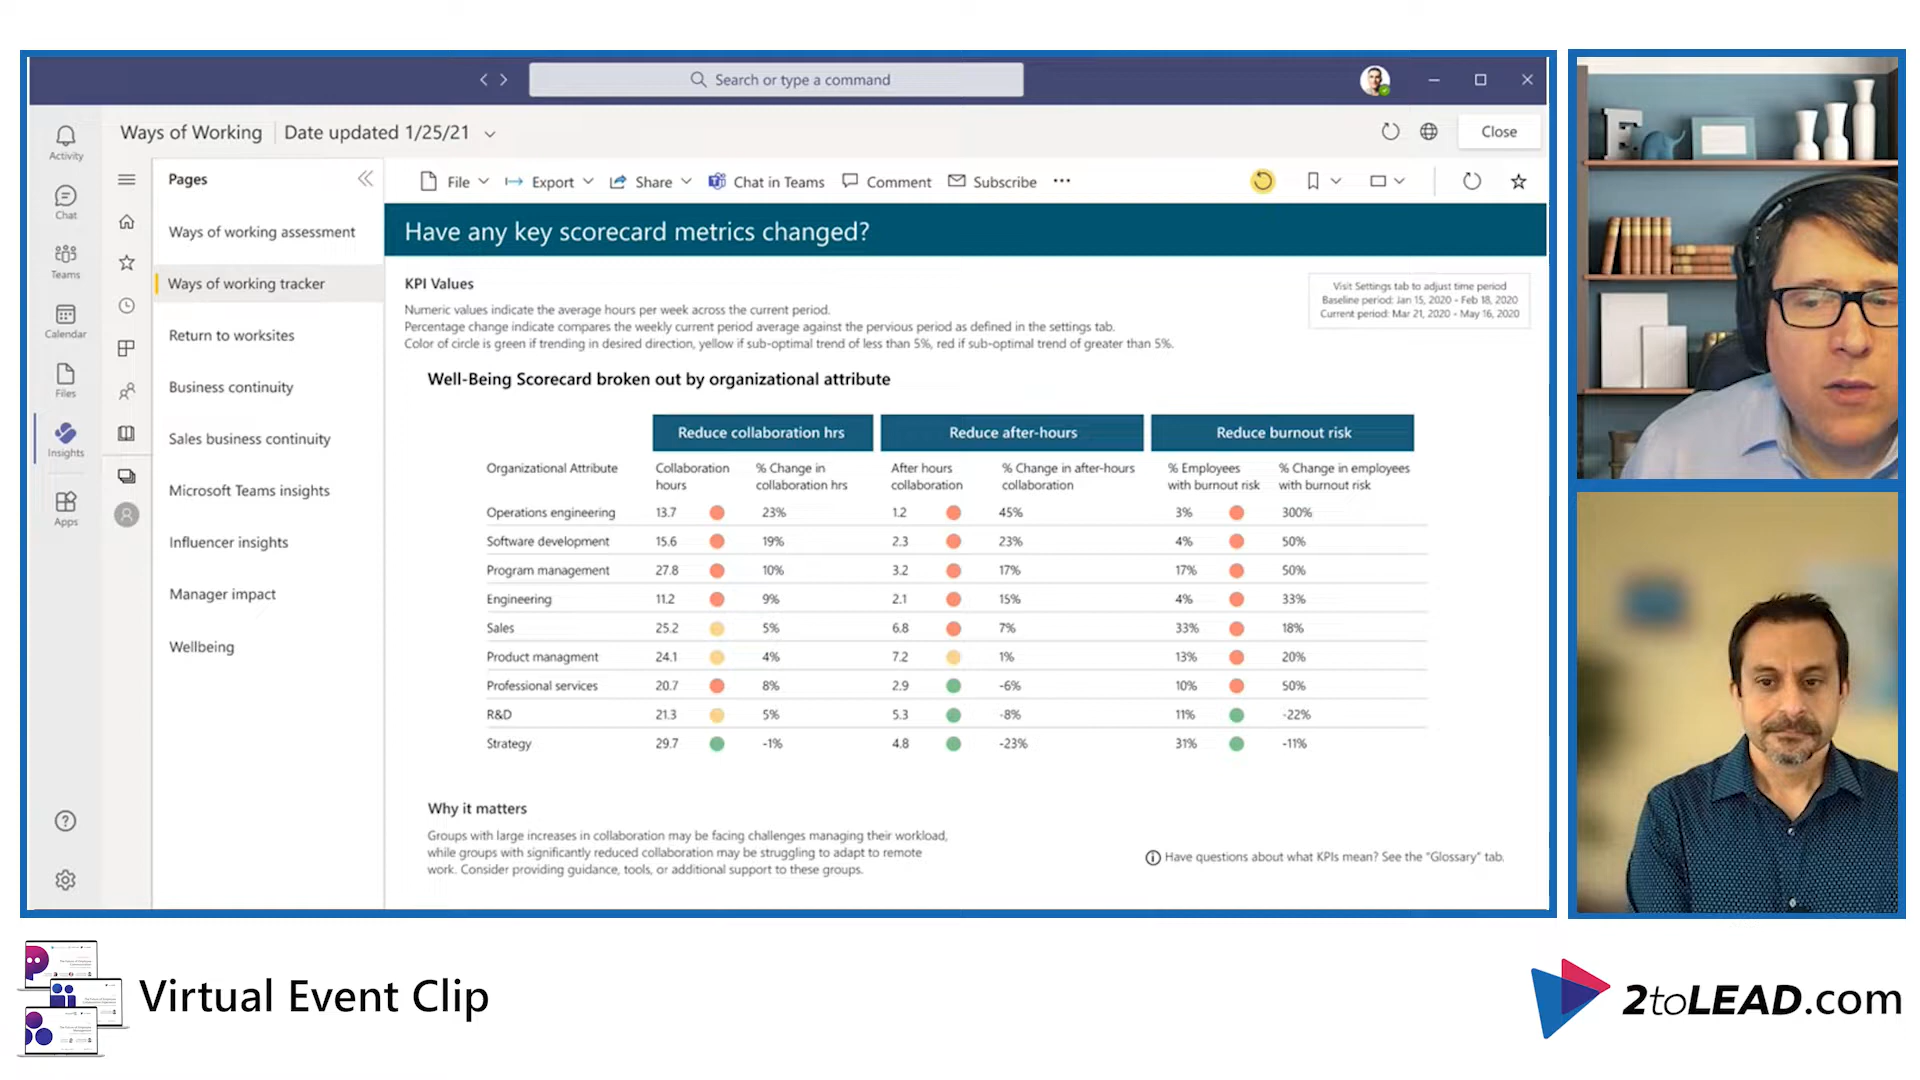 Search or type a command
Ways of Working
Date updated 1/25/21
Close
Activity
Chat
Teams
Calendar
Files
Insights
Apps
Pages
Ways of working assessment
Ways of working tracker
Return to worksites
Business continuity
Sales business continuity
Microsoft Teams insights
Influencer insights
Manager impact
Wellbeing
File Export Share Chat in Teams Comment Subscribe
Have any key scorecard metrics changed?
KPI Values
Numeric values indicate the average hours per week across the current period.
Percentage change indicate compares the weekly current period average against the pervious period as defined in the settings tab.
Color of circle is green if trending in desired direction, yellow if sub-optimal trend of less than 5%, red if sub-optimal trend of greater than 5%.
Visit Settings tab to adjust time period
Baseline period: Jan 15, 2020 - Feb 18, 2020
Current period: Mar 21, 2020 - May 16, 2020
Well-Being Scorecard broken out by organizational attribute
Reduce collaboration hrs Reduce after-hours Reduce burnout risk
Organizational Attribute
Collaboration
hours
% Change in
collaboration hrs
After hours
collaboration
% Change in after-hours
collaboration
% Employees
with burnout risk
% Change in employees
with burnout risk
Operations engineering 13.7 23% 1.2 45% 3% 300%
Software development 15.6 19% 2.3 23% 4% 50%
Program management 27.8 10% 3.2 17% 17% 50%
Engineering 11.2 9% 2.1 15% 4% 33%
Sales 25.2 5% 6.8 7% 33% 18%
Product managment 24.1 4% 7.2 1% 13% 20%
Professional services 20.7 8% 2.9 -6% 10% 50%
R&D 21.3 5% 5.3 -8% 11% -22%
Strategy 29.7 -1% 4.8 -23% 31% -11%
Why it matters
Groups with large increases in collaboration may be facing challenges managing their workload,
while groups with significantly reduced collaboration may be struggling to adapt to remote
work. Consider providing guidance, tools, or additional support to these groups.
Have questions about what KPIs mean? See the "Glossary" tab.
E
Virtual Event Clip
2toLEAD.com